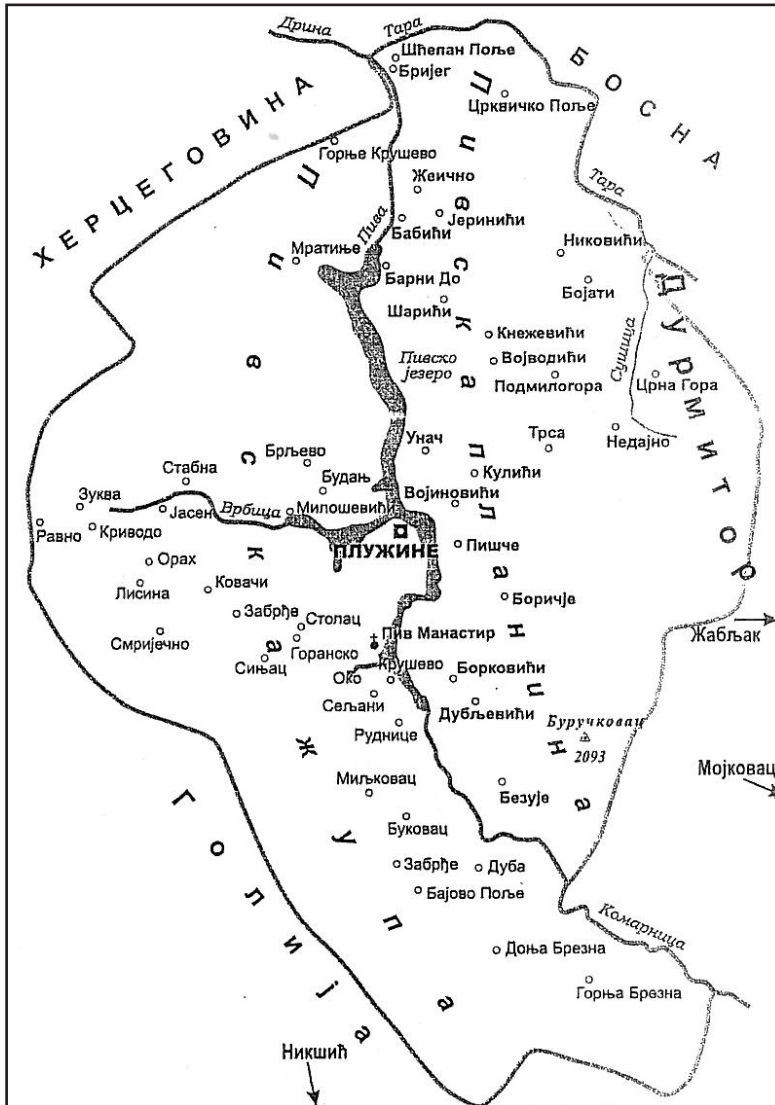 Дрина
Тара
Шћепан Поље
Бријег
БОСНА
Црквичко Поље
ХЕРЦЕГОВИНА
Горње Крушево
Жеично
Јеринићи
Бабићи
Пива
Тара
Никовићи
Мратиње
Барни До
Бојати
Шарићи
Кнежевићи
Пивско
језеро
Војводићи
Подмилогора
Сушица
Црна Гора
Дурмитор
Пивска планина
Пивска жупа
Унач
Трса
Недајно
Брљево
Кулићи
Стабна
Будањ
Зуква
Врбица
Милошевићи
Војиновићи
Јасен
Равно
Криводо
ПЛУЖИНЕ
Пишче
Орах
Лисина
Ковачи
Боричје
Забрђе
Столац
Смријечно
Горанско
Пив Манастир
Жабљак
Сињац
Око
Крушево
Борковићи
Сељани
Дубљевићи
Руднице
Буручковац
2093
Мојковац
Миљковац
Безује
Буковац
Голија
Забрђе
Дуба
Бајово Поље
Комарница
Доња Брезна
Горња Брезна
Никшић